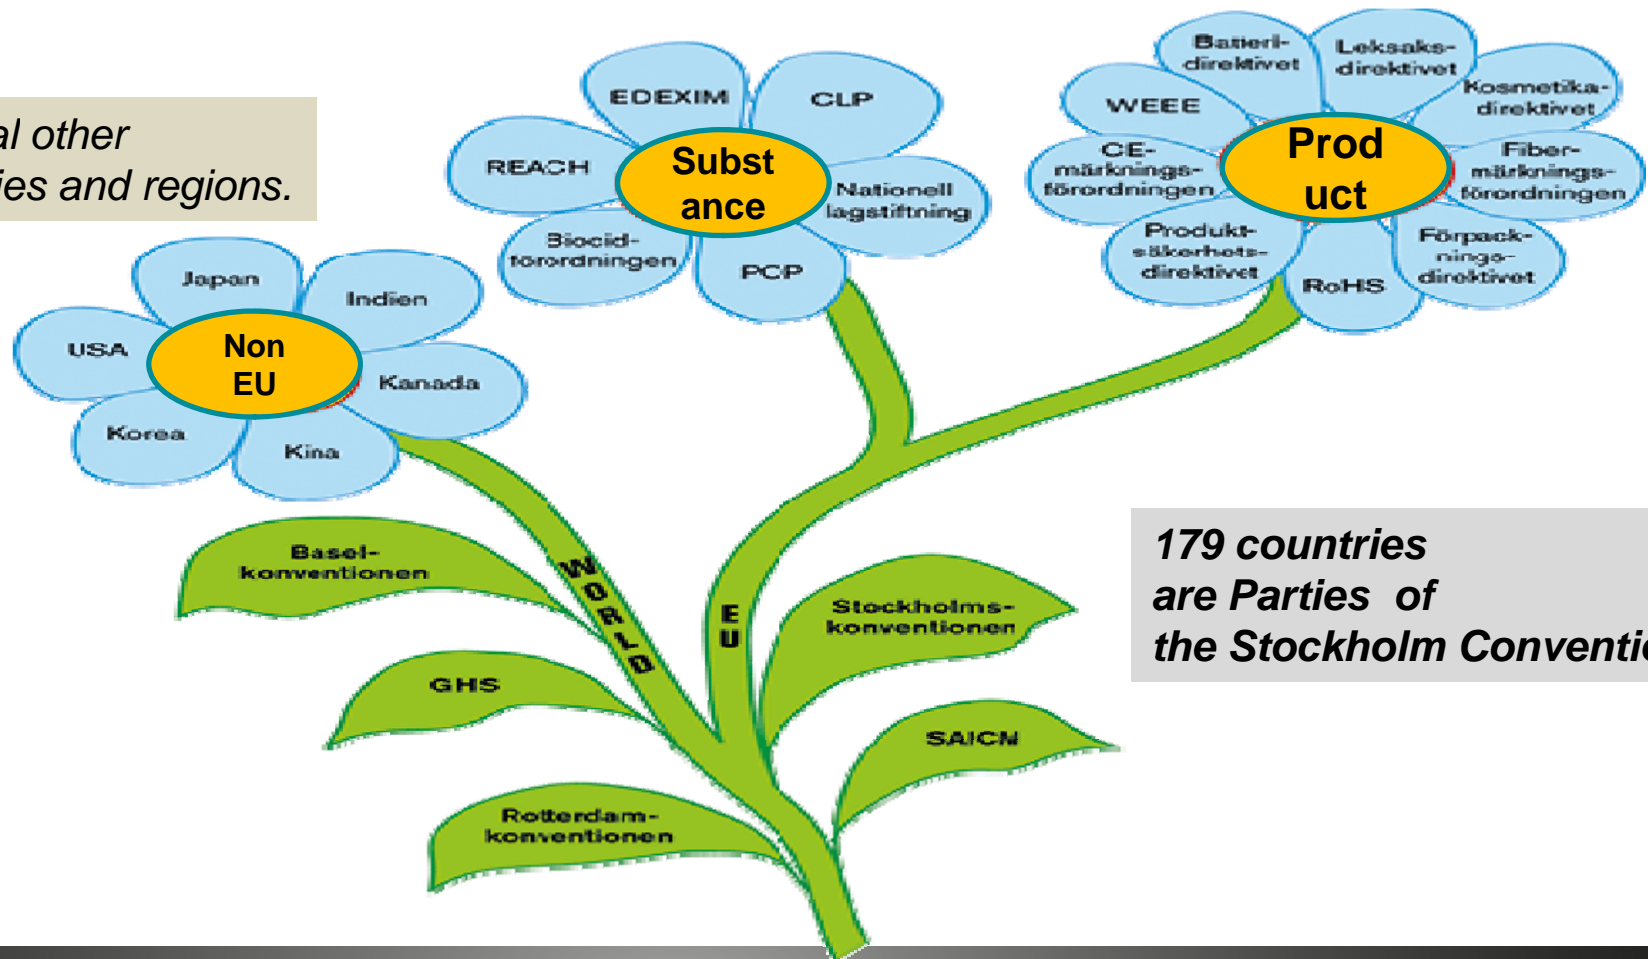 al other
ies and regions.
EDEXIM
CLP
REACH
Subst
ance
Nationell
lagstiftning
Biocid-
förordningen
POP
Batteri-
direktivet
Leksaks-
direktivet
Kosmetika-
direktivet
WEEE
CE-
märknings-
förordningen
Prod
uct
Fiber-
märknings-
förordningen
Produkt-
säkerhets-
direktivet
RoHS
Förpack-
nings-
direktivet
Japan
Indien
USA
Non
EU
Kanada
Korea
Kina
WORLD
EU
Basel-
konventionen
Stockholms-
konventionen
GHS
SAICM
Rotterdam-
konventionen
179 countries
are Parties of
the Stockholm Conventio